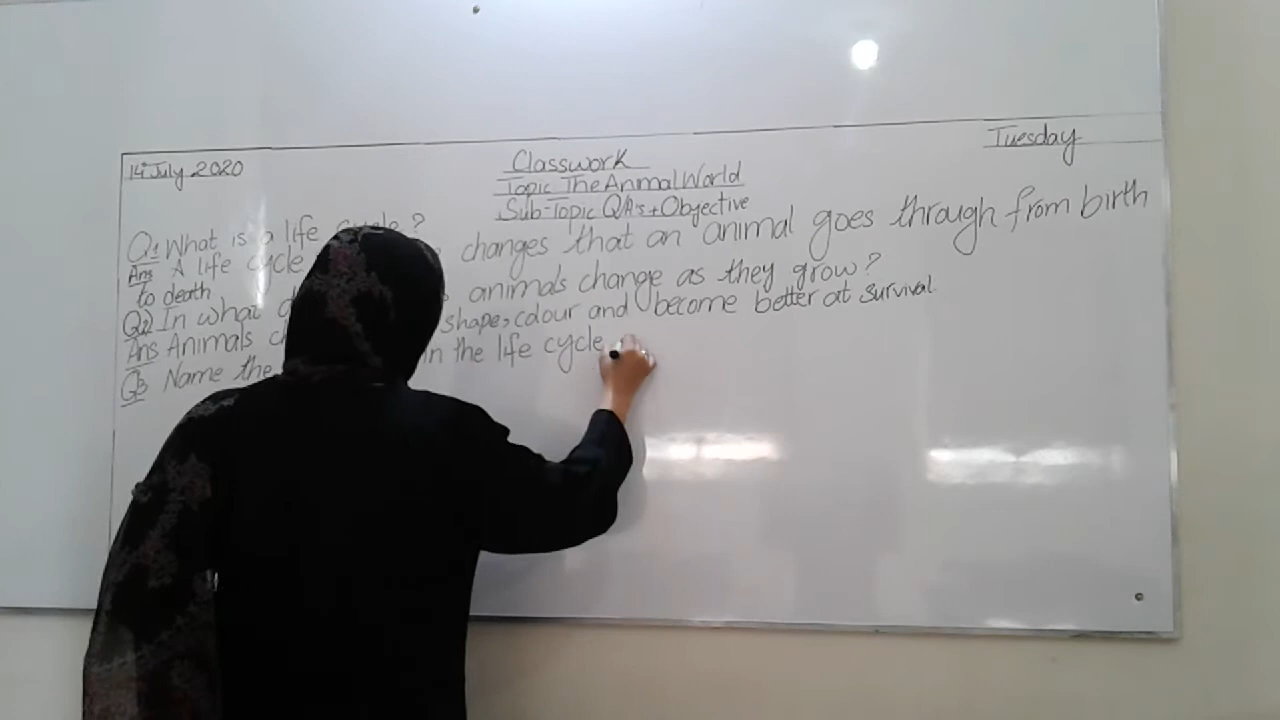 14th July 2020
Classwork
Tuesday
Topic The Animal World
Sub-Topic Q/A's + Objective
Q1 What is a life cycle ?
Ans A life cycle changes that an animal goes through from birth
to death
Q2 In what animals change as they grow ?
Ans Animals shape, colour and become better at survival.
Q3 Name the in the life cycle